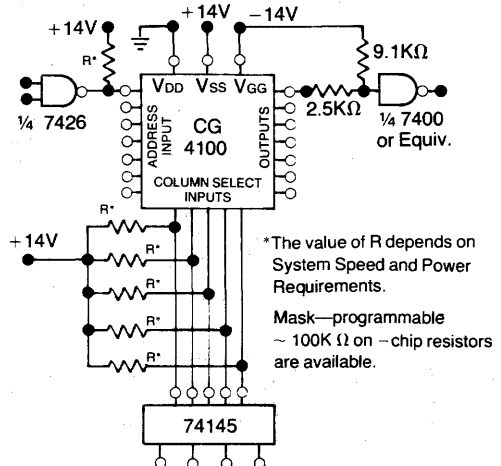 +14V -14V
+14V
R*
9.1KΩ
VDD VSS VGG
¼ 7426
ADDRESS INPUT
CG
4100
OUTPUTS
2.5KΩ
¼ 7400
or Equiv.
COLUMN SELECT
INPUTS
R*
+14V
R*
R*
R*
R*
*The value of R depends on
System Speed and Power
Requirements.
Mask—programmable
~ 100K Ω on –chip resistors
are available.
74145